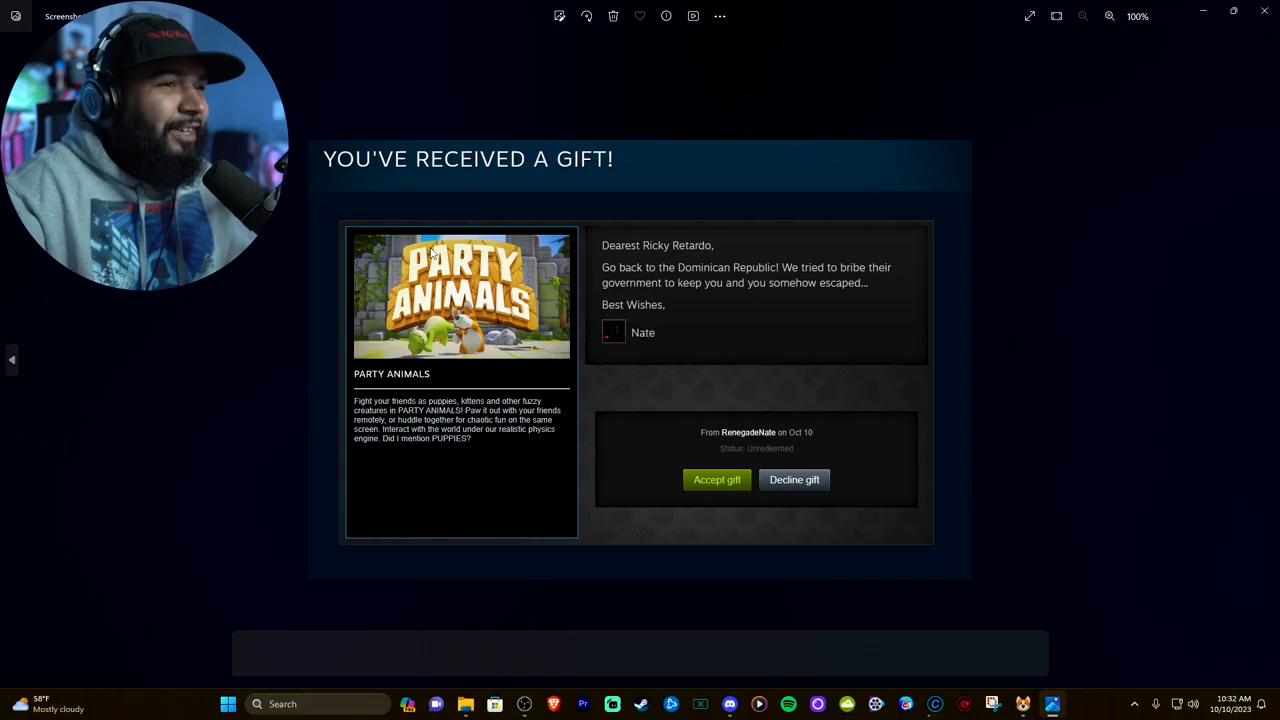 Screensho
100%
YOU'VE RECEIVED A GIFT!
PARTY
ANIMALS
PARTY ANIMALS
Fight your friends as puppies, kittens and other fuzzy
creatures in PARTY ANIMALS! Paw it out with your friends
remotely, or huddle together for chaotic fun on the same
screen. Interact with the world under our realistic physics
engine. Did I mention PUPPIES?
Dearest Ricky Retardo,
Go back to the Dominican Republic! We tried to bribe their
government to keep you and you somehow escaped...
Best Wishes,
Nate
From RenegadeNate on Oct 10
Status: Unredeemed
Accept gift
Decline gift
58°F
Mostly cloudy
Search
10:32 AM
10/10/2023